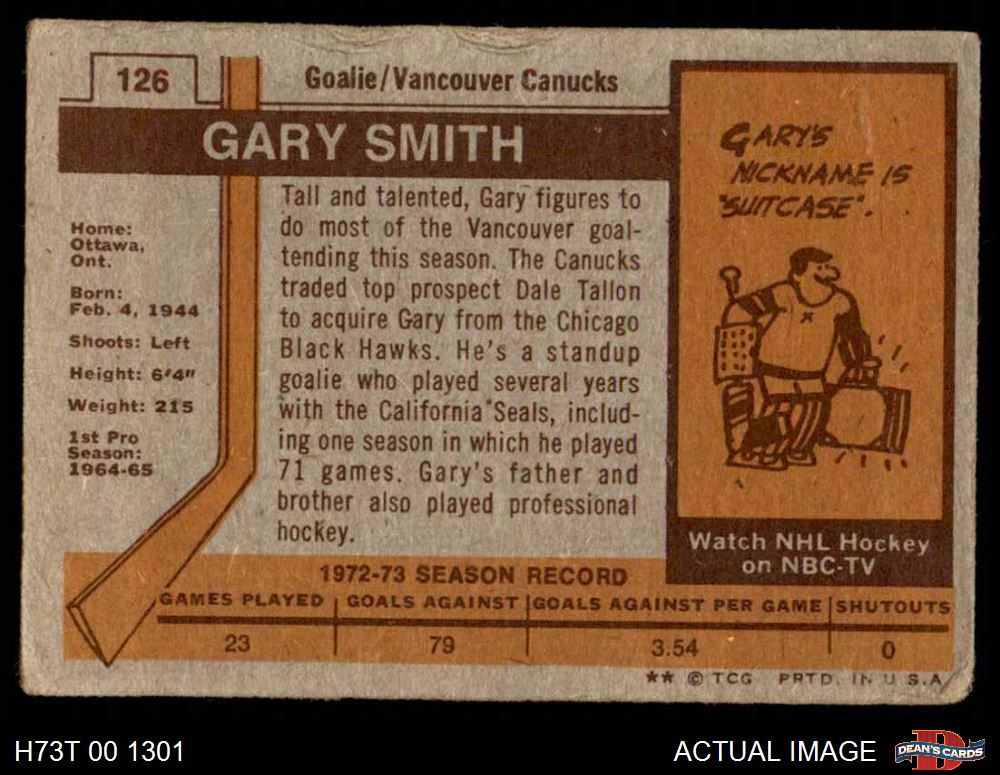 126
Goalie/Vancouver Canucks
GARY SMITH
Home:
Ottawa,
Ont.
Born:
Feb. 4, 1944
Shoots: Left
Height: 6'4"
Weight: 215
1st Pro
Season:
1964-65
Tall and talented, Gary figures to
do most of the Vancouver goal-
tending this season. The Canucks
traded top prospect Dale Tallon
to acquire Gary from the Chicago
Black Hawks. He's a standup
goalie who played several years
with the California Seals, includ-
ing one season in which he played
71 games. Gary's father and
brother also played professional
hockey.
GARY'S
NICKNAME IS
"SUITCASE".
Watch NHL Hockey
on NBC-TV
1972-73 SEASON RECORD
GAMES PLAYED GOALS AGAINST GOALS AGAINST PER GAME SHUTOUTS
23 79 3.54 0
** © TCG PRTD. IN U.S.A.
H73T 00 1301
ACTUAL IMAGE
D
DEAN'S CARDS